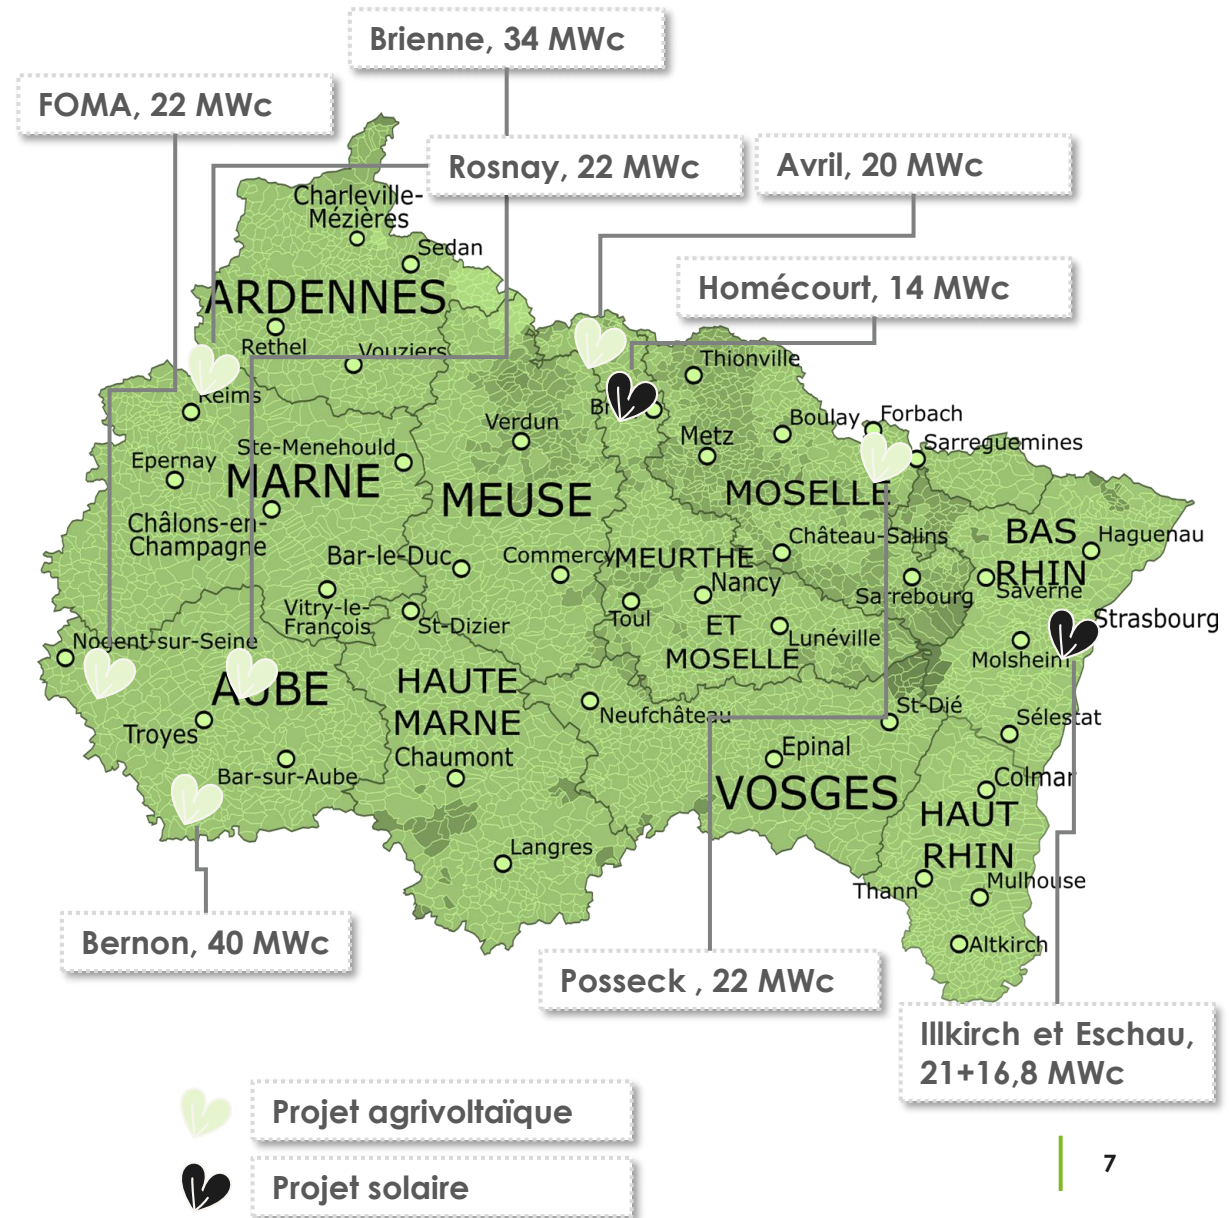 Brienne, 34 MWc
FOMA, 22 MWc
Rosnay, 22 MWc
Avril, 20 MWc
Charleville-
Mézières
Sedan
Homécourt, 14 MWc
ARDENNES
Rethel
Vouziers
Thionville
Reims
Verdun
Boulay
Forbach
Ste-Menehould
Metz
Sarreguemines
Epernay
MARNE
MEUSE
MOSELLE
Châlons-en-
Champagne
BAS
RHIN
Haguenau
Bar-le-Duc
Commercy
MEURTHE
ET
MOSELLE
Château-Salins
Nancy
Sarrebourg
Saverne
Vitry-le-
François
St-Dizier
Toul
Lunéville
Strasbourg
Nogent-sur-Seine
Molsheim
AUBE
HAUTE
MARNE
Neufchâteau
St-Dié
Sélestat
Troyes
Chaumont
Epinal
Bar-sur-Aube
VOSGES
Colmar
HAUT
RHIN
Langres
Thann
Mulhouse
Bernon, 40 MWc
Altkirch
Posseck , 22 MWc
Illkirch et Eschau,
21+16,8 MWc
Projet agrivoltaïque
Projet solaire
7